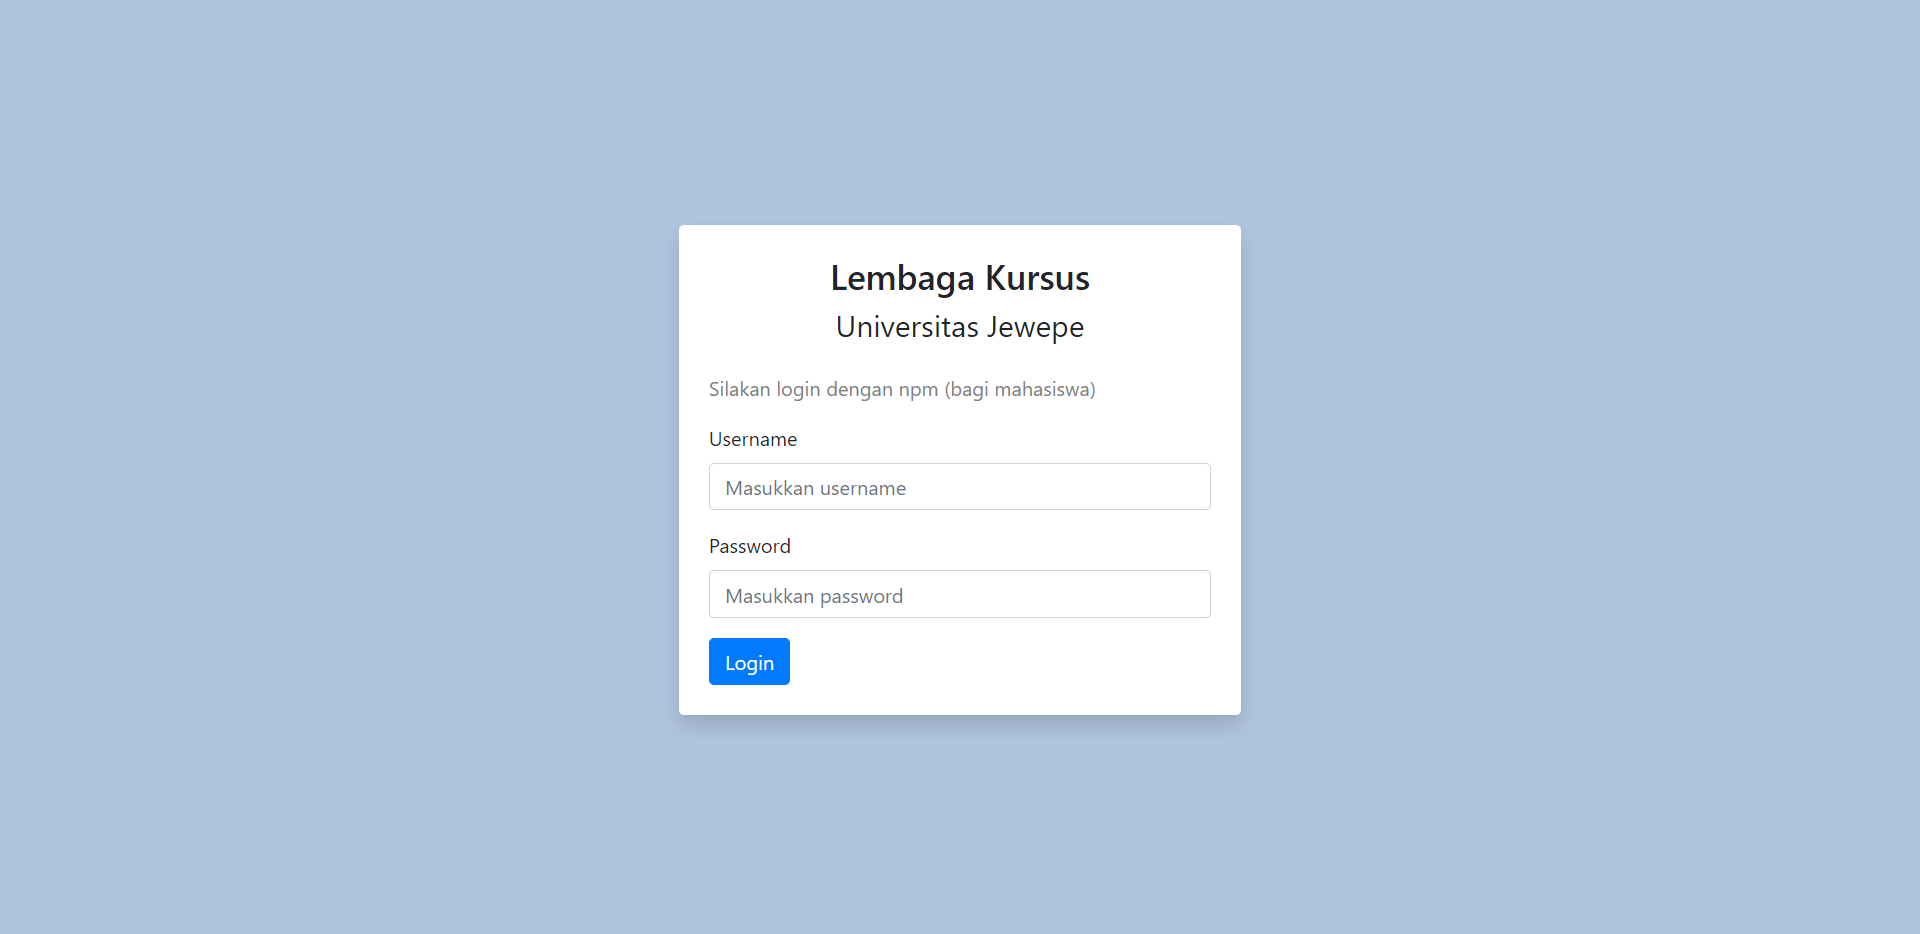 Lembaga Kursus
Universitas Jewepe
Silakan login dengan npm (bagi mahasiswa)
Username
Masukkan username
Password
Masukkan password
Login